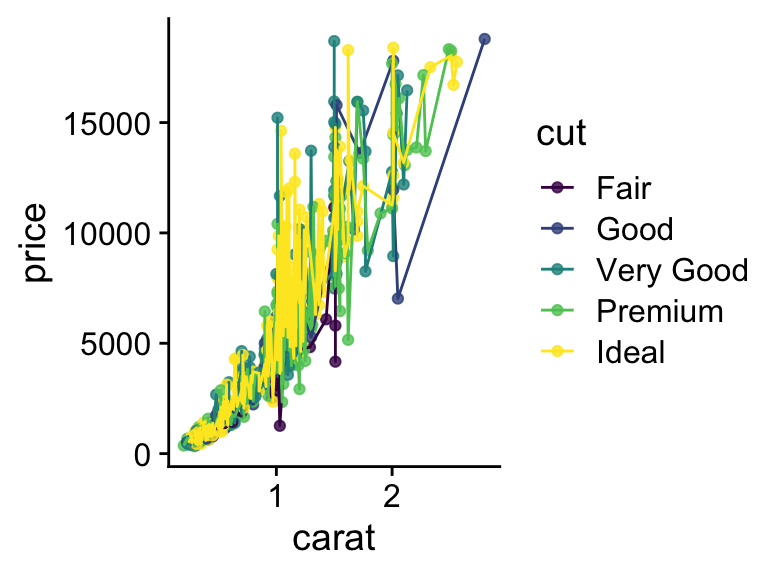 price
15000
10000
5000
0
1 2
carat
cut
Fair
Good
Very Good
Premium
Ideal